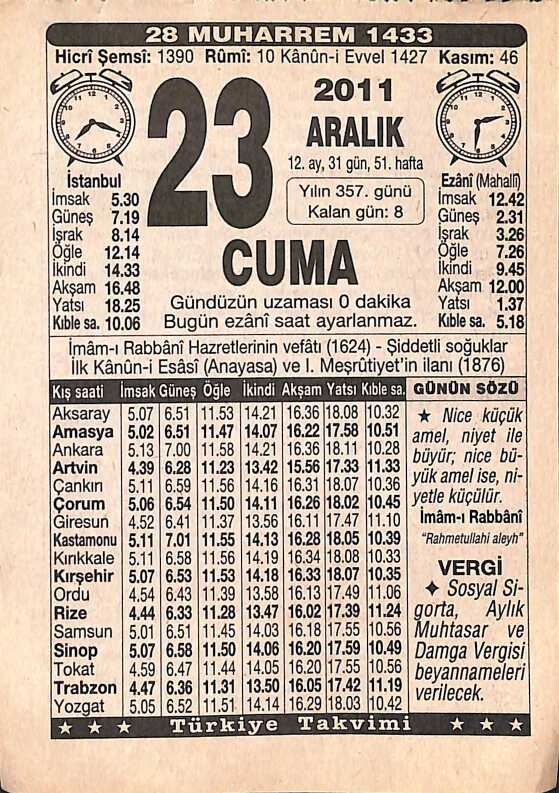 28 MUHARREM 1433
Hicrî Şemsî: 1390 Rûmî: 10 Kânûn-i Evvel 1427 Kasım: 46
23
2011
ARALIK
12. ay, 31 gün, 51. hafta
Yılın 357. günü
Kalan gün: 8
CUMA
Gündüzün uzaması 0 dakika
Bugün ezânî saat ayarlanmaz.
İstanbul
İmsak 5.30
Güneş 7.19
İşrak 8.14
Öğle 12.14
İkindi 14.33
Akşam 16.48
Yatsı 18.25
Kıble sa. 10.06
Ezânî (Mahallî)
İmsak 12.42
Güneş 2.31
İşrak 3.26
Öğle 7.26
İkindi 9.45
Akşam 12.00
Yatsı 1.37
Kıble sa. 5.18
İmâm-ı Rabbânî Hazretlerinin vefâtı (1624) - Şiddetli soğuklar
İlk Kânûn-i Esâsî (Anayasa) ve I. Meşrûtiyet'in ilanı (1876)
Kış saati İmsak Güneş Öğle İkindi Akşam Yatsı Kıble sa.
Aksaray 5.07 6.51 11.53 14.21 16.36 18.08 10.32
Amasya 5.02 6.51 11.47 14.07 16.22 17.58 10.51
Ankara 5.13 7.00 11.58 14.21 16.36 18.11 10.28
Artvin 4.39 6.28 11.23 13.42 15.56 17.33 11.33
Çankırı 5.11 6.59 11.56 14.16 16.31 18.07 10.36
Çorum 5.06 6.54 11.50 14.11 16.26 18.02 10.45
Giresun 4.52 6.41 11.37 13.56 16.11 17.47 11.10
Kastamonu 5.11 7.01 11.55 14.13 16.28 18.05 10.39
Kırıkkale 5.11 6.58 11.56 14.19 16.34 18.08 10.33
Kırşehir 5.07 6.53 11.53 14.18 16.33 18.07 10.35
Ordu 4.54 6.43 11.39 13.58 16.13 17.49 11.06
Rize 4.44 6.33 11.28 13.47 16.02 17.39 11.24
Samsun 5.01 6.51 11.45 14.03 16.18 17.55 10.56
Sinop 5.07 6.58 11.50 14.06 16.20 17.59 10.49
Tokat 4.59 6.47 11.44 14.05 16.20 17.55 10.56
Trabzon 4.47 6.36 11.31 13.50 16.05 17.42 11.19
Yozgat 5.05 6.52 11.51 14.14 16.29 18.03 10.42
GÜNÜN SÖZÜ
★ Nice küçük
amel, niyet ile
büyür; nice bü-
yük amel ise, ni-
yetle küçülür.
İmâm-ı Rabbânî
"Rahmetullahi aleyh"
VERGİ
♦ Sosyal Si-
gorta, Aylık
Muhtasar ve
Damga Vergisi
beyannameleri
verilecek.
★ ★ ★ Türkiye Takvimi ★ ★ ★